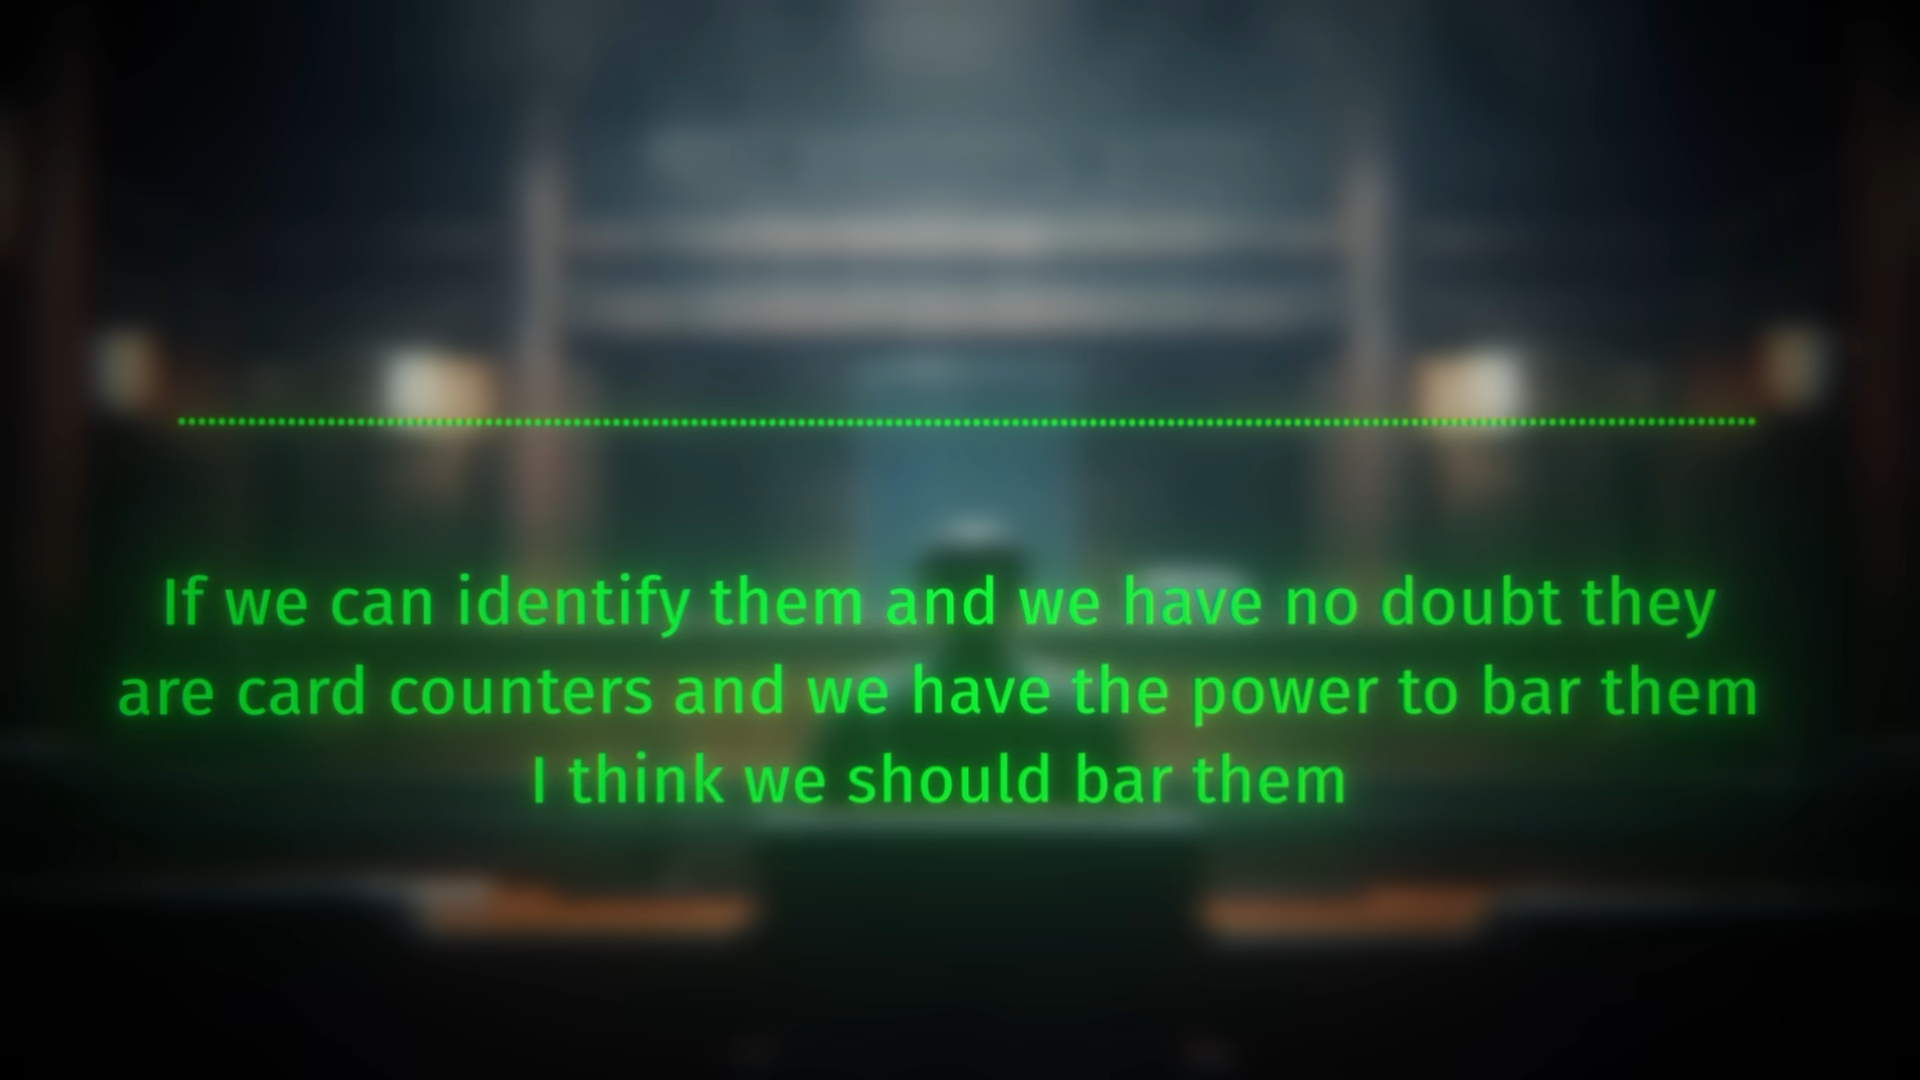 If we can identify them and we have no doubt they
are card counters and we have the power to bar them
I think we should bar them